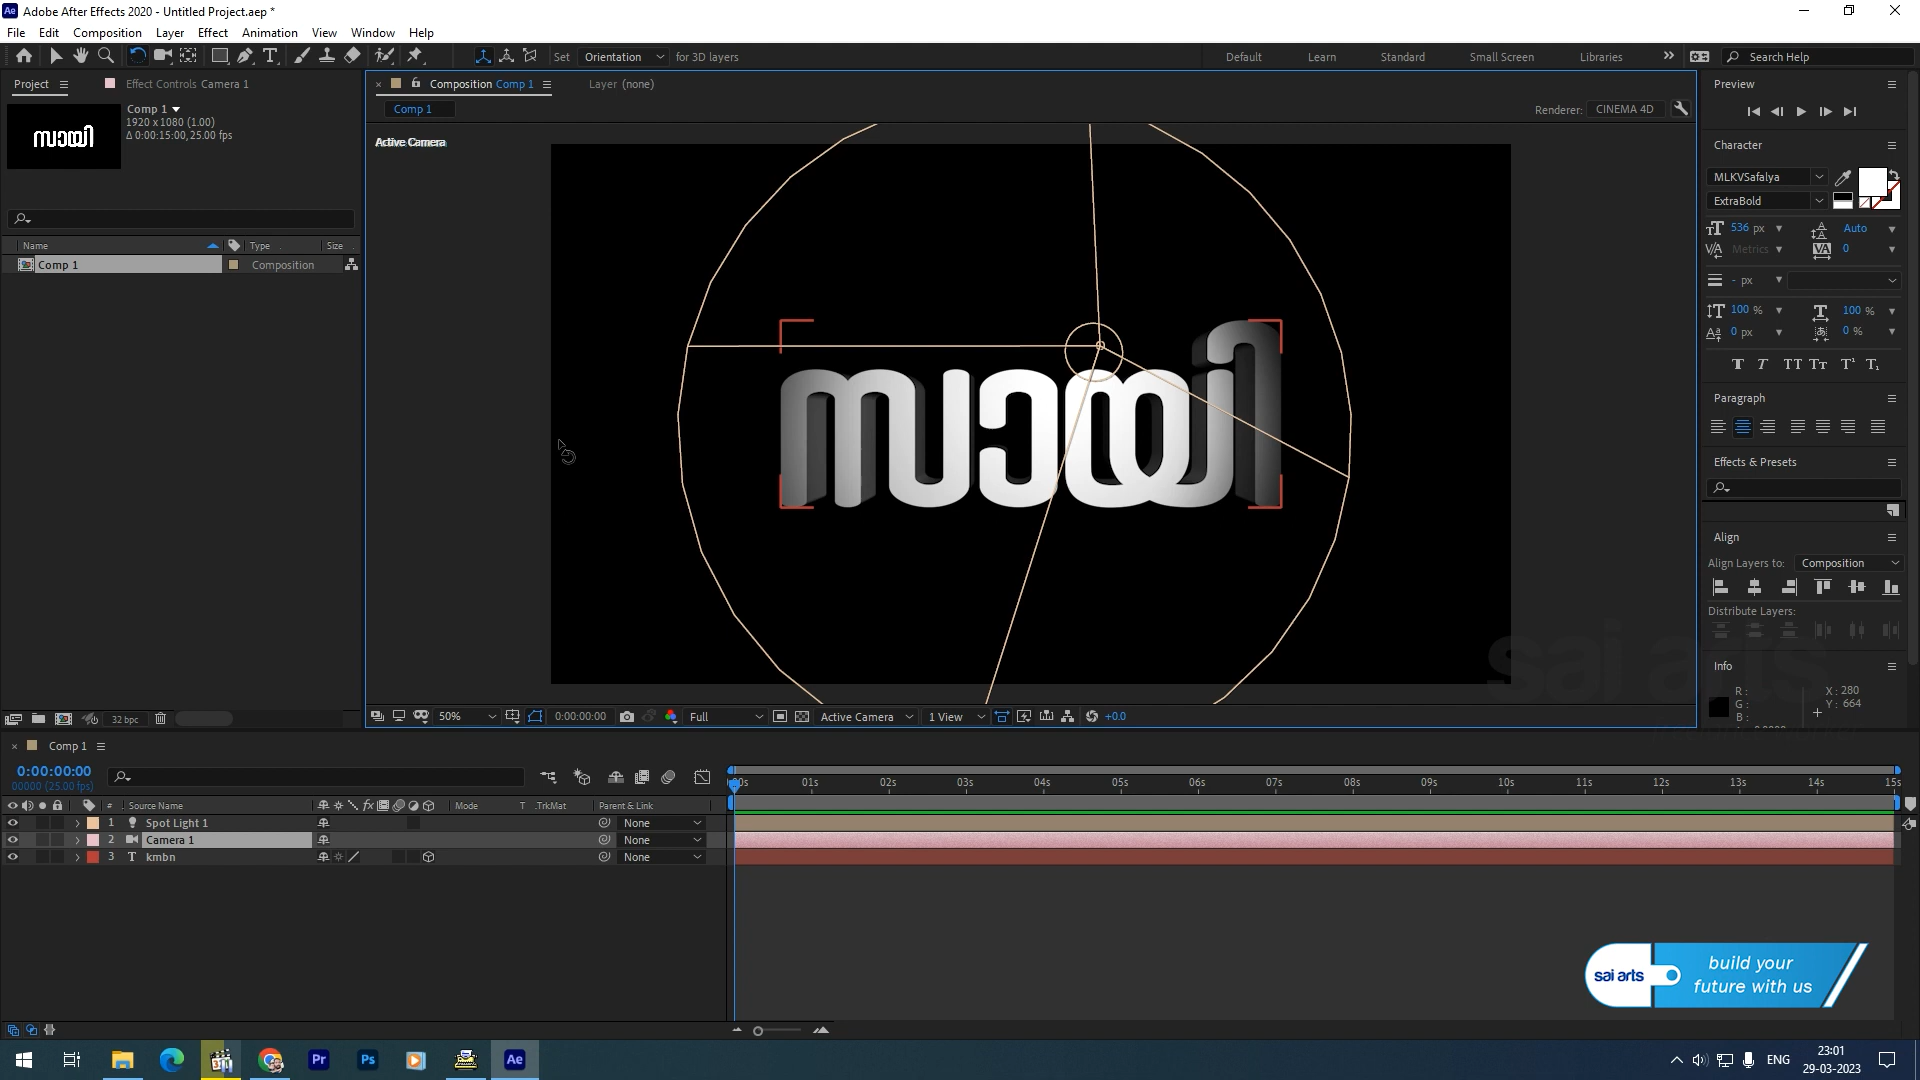 Adobe After Effects 2020 - Untitled Project.aep *
File Edit Composition Layer Effect Animation View Window Help
Set Orientation for 3D layers
Default Learn Standard Small Screen Libraries Search Help
Project
Effect Controls Camera 1
Comp 1
1920 x 1080 (1.00)
Δ 0:00:15:00, 25.00 fps
Name Type Size
Comp 1 Composition
32 bpc
Composition Comp 1
Layer (none)
Comp 1
Renderer: CINEMA 4D
Active Camera
സായി
50% 0:00:00:00 Full Active Camera 1 View +0.0
Preview
Character
MLKVSafalya
ExtraBold
536 px Auto
Metrics 0
- px
100 % 100 %
0 px 0 %
Paragraph
Effects & Presets
Align
Align Layers to: Composition
Distribute Layers:
sai arts
Info
R : X : 280
G : Y : 664
B :
Comp 1
0:00:00:00
00000 (25.00 fps)
# Source Name Mode T .TrkMat Parent & Link
1 Spot Light 1 None
2 Camera 1 None
3 T kmbn None
01s 02s 03s 04s 05s 06s 07s 08s 09s 10s 11s 12s 13s 14s 15s
sai arts
build your
future with us
Pr Ps Ae
ENG
23:01
29-03-2023